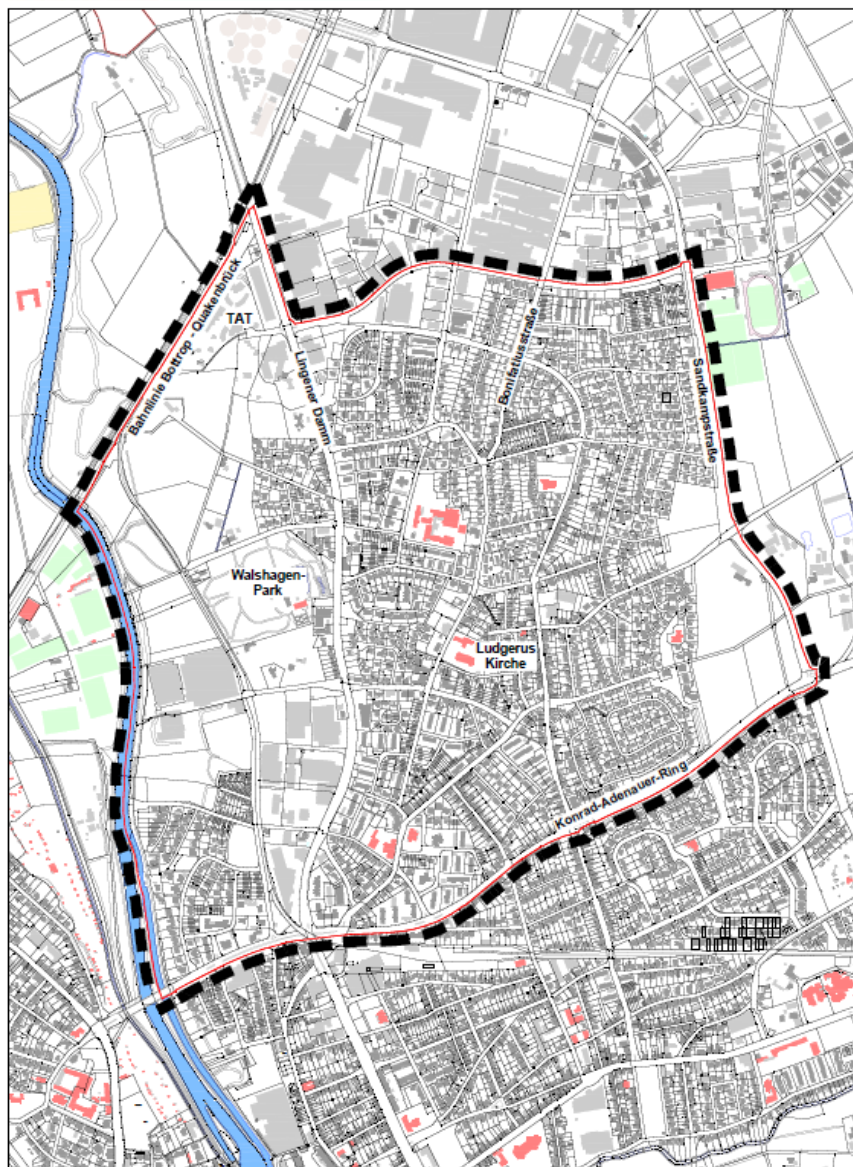 Bahnlinie Bottrop - Quakenbrück
TAT
Lingener Damm
Bonifatiusstraße
Sandkampstraße
Walshagen-
Park
Ludgerus
Kirche
Konrad-Adenauer-Ring